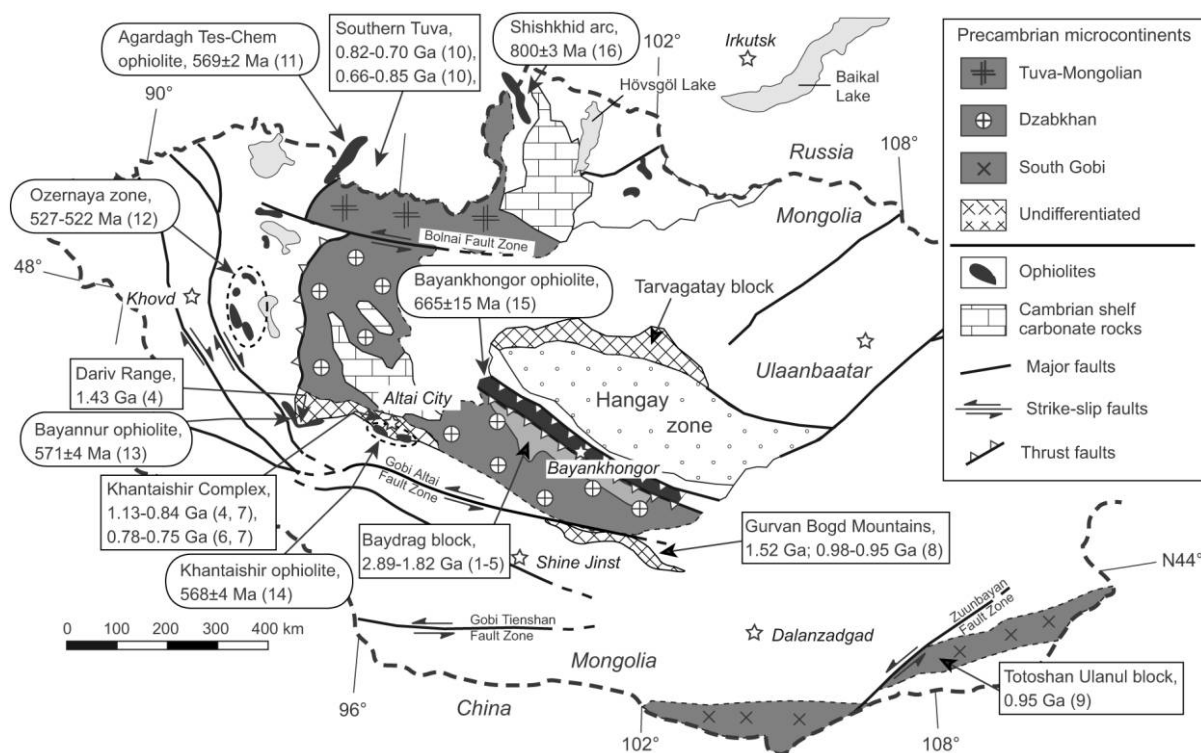 Agardagh Tes-Chem
ophiolite, 569±2 Ma (11)
Southern Tuva,
0.82-0.70 Ga (10),
0.66-0.85 Ga (10),
Shishkhid arc,
800±3 Ma (16)
102°
Hövsgöl Lake
Irkutsk
Baikal
Lake
90°
108°
Russia
Mongolia
Ozernaya zone,
527-522 Ma (12)
Bolnai Fault Zone
48°
Khovd
Bayankhongor ophiolite,
665±15 Ma (15)
Tarvagatay block
Ulaanbaatar
Dariv Range,
1.43 Ga (4)
Altai City
Hangay
zone
Bayannur ophiolite,
571±4 Ma (13)
Bayankhongor
Gobi Altai
Fault Zone
Khantaishir Complex,
1.13-0.84 Ga (4, 7),
0.78-0.75 Ga (6, 7)
Baydrag block,
2.89-1.82 Ga (1-5)
Gurvan Bogd Mountains,
1.52 Ga; 0.98-0.95 Ga (8)
Khantaishir ophiolite,
568±4 Ma (14)
Shine Jinst
N44°
Zuunbayan
Fault Zone
0 100 200 300 400 km
Gobi Tienshan
Fault Zone
Dalanzadgad
Mongolia
China
Totoshan Ulanul block,
0.95 Ga (9)
96°
102°
108°
Precambrian microcontinents
Tuva-Mongolian
Dzabkhan
South Gobi
Undifferentiated
Ophiolites
Cambrian shelf
carbonate rocks
Major faults
Strike-slip faults
Thrust faults